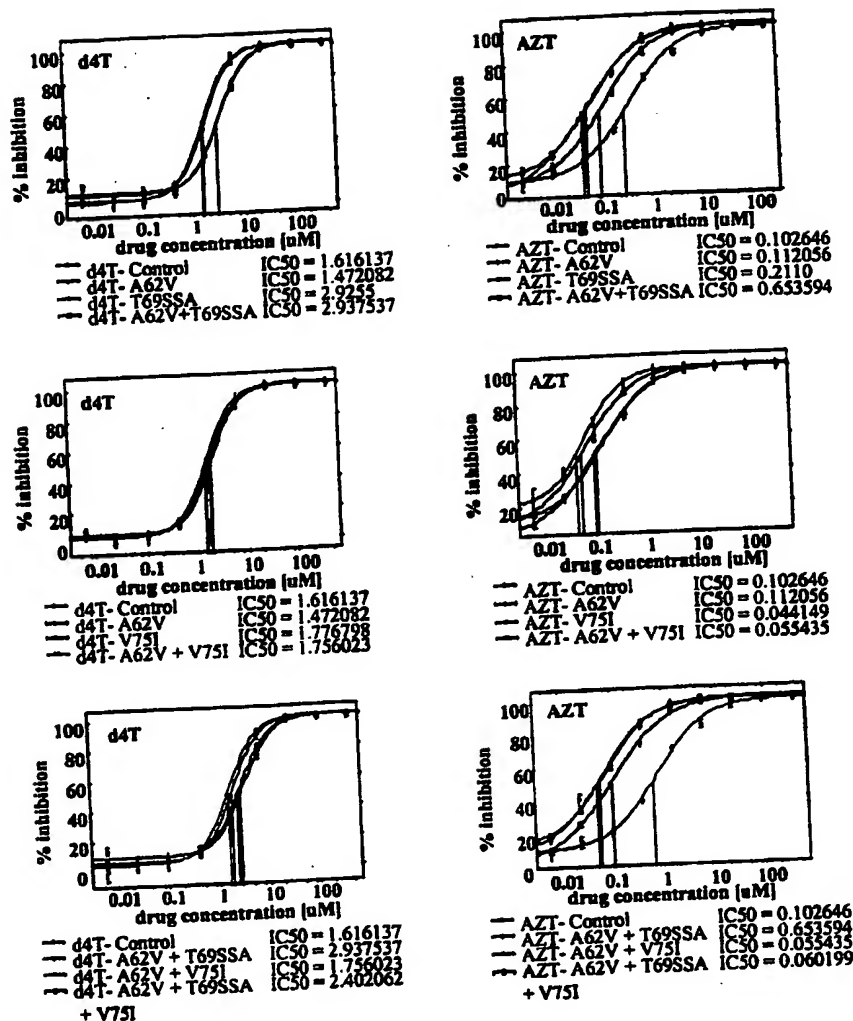 100
80
60
40
20
0
% inhibition
d4T
0.01 0.1 1 10 100
drug concentration [uM]
d4T- Control IC50 = 1.616137
d4T- A62V IC50 = 1.472082
d4T- T69SSA IC50 = 2.9255
d4T- A62V+T69SSA IC50 = 2.937537
100
80
60
40
20
0
% inhibition
AZT
0.01 0.1 1 10 100
drug concentration [uM]
AZT- Control IC50 = 0.102646
AZT- A62V IC50 = 0.112056
AZT- T69SSA IC50 = 0.2110
AZT- A62V+T69SSA IC50 = 0.653594
100
80
60
40
20
0
% inhibition
d4T
0.01 0.1 1 10 100
drug concentration [uM]
d4T- Control IC50 = 1.616137
d4T- A62V IC50 = 1.472082
d4T- V75I IC50 = 1.776798
d4T- A62V + V75I IC50 = 1.756023
100
80
60
40
20
% inhibition
AZT
0.01 0.1 1 10 100
drug concentration [uM]
AZT- Control IC50 = 0.102646
AZT- A62V IC50 = 0.112056
AZT- V75I IC50 = 0.044149
AZT- A62V + V75I IC50 = 0.055435
100
80
60
40
20
0
% inhibition
d4T
0.01 0.1 1 10 100
drug concentration [uM]
d4T- Control IC50 = 1.616137
d4T- A62V + T69SSA IC50 = 2.937537
d4T- A62V + V75I IC50 = 1.756023
d4T- A62V + T69SSA IC50 = 2.402062
+ V75I
100
80
60
40
20
0
% inhibition
AZT
0 0.01 0.1 1 10 100
drug concentration [uM]
AZT- Control IC50 = 0.102646
AZT- A62V + T69SSA IC50 = 0.653594
AZT- A62V + V75I IC50 = 0.055435
AZT- A62V + T69SSA IC50 = 0.060199
+ V75I